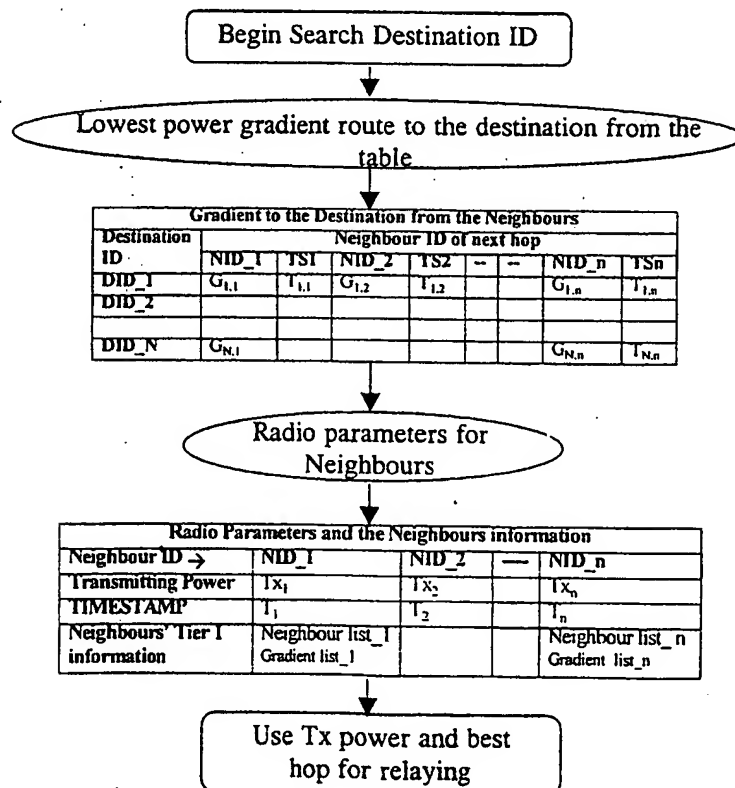 Begin Search Destination ID
Lowest power gradient route to the destination from the
table
Gradient to the Destination from the Neighbours
Destination ID Neighbour ID of next hop
NID_1 TS1 NID_2 TS2 -- -- NID_n TSn
DID_1 G1,1 T1,1 G1,2 T1,2 G1,n T1,n
DID_2
DID_N GN,1 GN,n TN,n
Radio parameters for
Neighbours
Radio Parameters and the Neighbours information
Neighbour ID → NID_1 NID_2 — NID_n
Transmitting Power Tx1 Tx2 Txn
TIMESTAMP T1 T2 Tn
Neighbours' Tier I Neighbour list_1 Neighbour list_n
information Gradient list_1 Gradient list_n
Use Tx power and best
hop for relaying